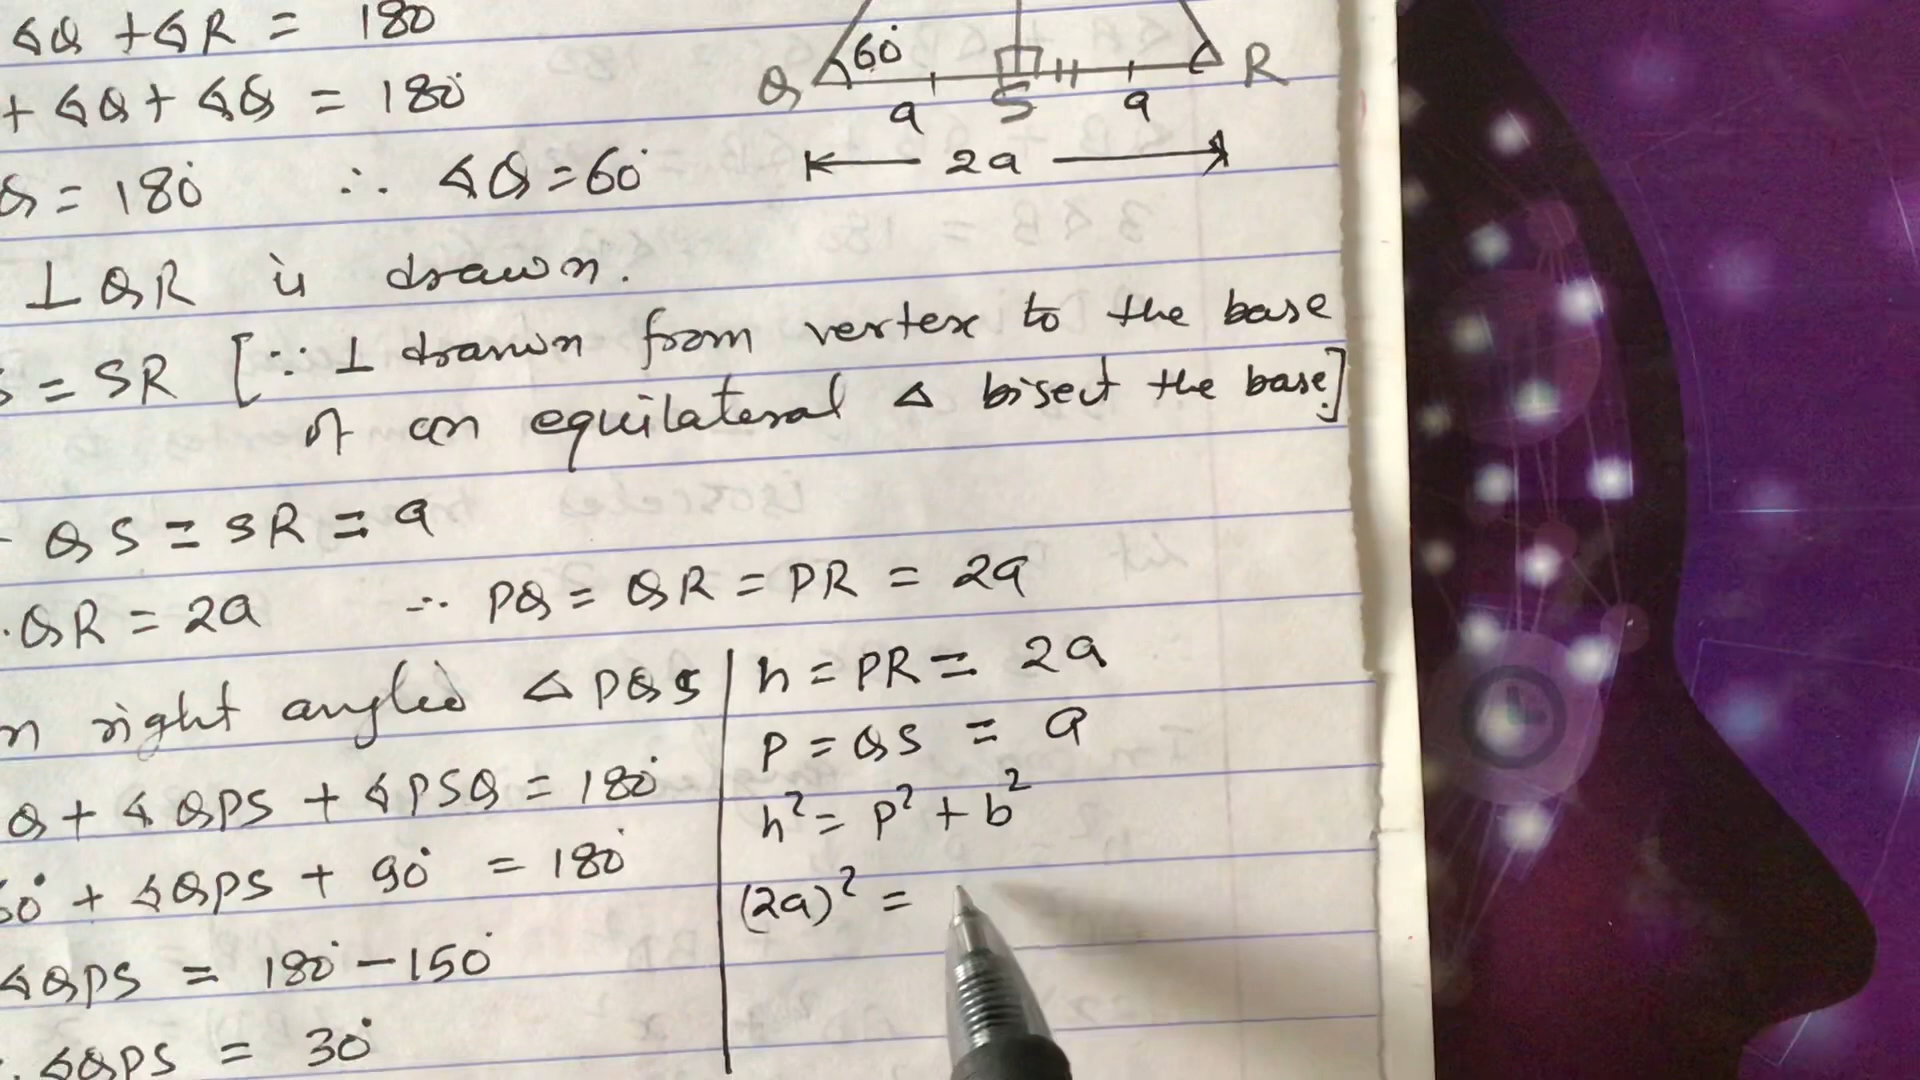 ∢Q + ∢R = 180
+ ∢Q + ∢Q = 180°
Q = 180° ∴ ∢Q = 60°
60°
Q S R
a a
2a
⊥ QR is drawn.
= SR [∵ ⊥ drawn from vertex to the base
of an equilateral △ bisect the base.]
QS = SR = a
QR = 2a ∴ PQ = QR = PR = 2a
n right angled △ PQS
Q + ∢QPS + ∢PSQ = 180°
60° + ∢QPS + 90° = 180°
∢QPS = 180° – 150°
∢QPS = 30°
h = PR = 2a
P = QS = a
h² = P² + b²
(2a)² =